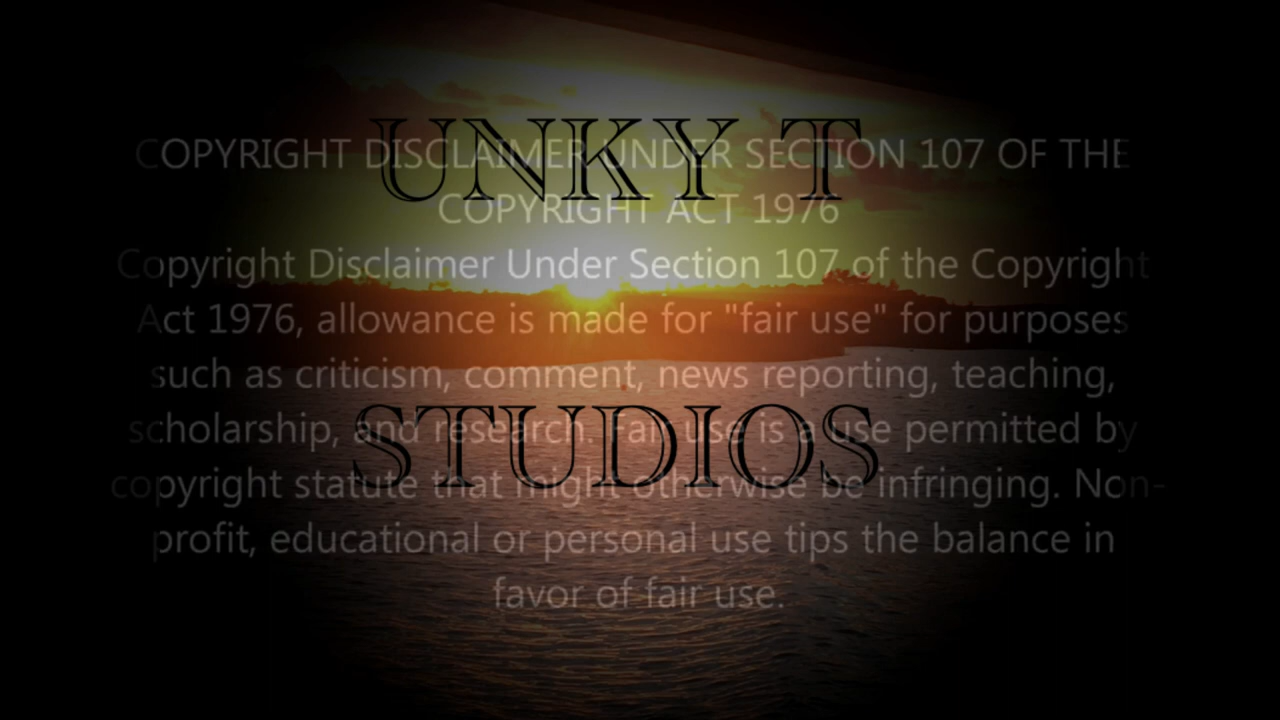 UNKY T
COPYRIGHT DISCLAIMER UNDER SECTION 107 OF THE
COPYRIGHT ACT 1976
Copyright Disclaimer Under Section 107 of the Copyright
Act 1976, allowance is made for "fair use" for purposes
such as criticism, comment, news reporting, teaching,
scholarship, and research. Fair use is a use permitted by
STUDIOS
copyright statute that might otherwise be infringing. Non-
profit, educational or personal use tips the balance in
favor of fair use.